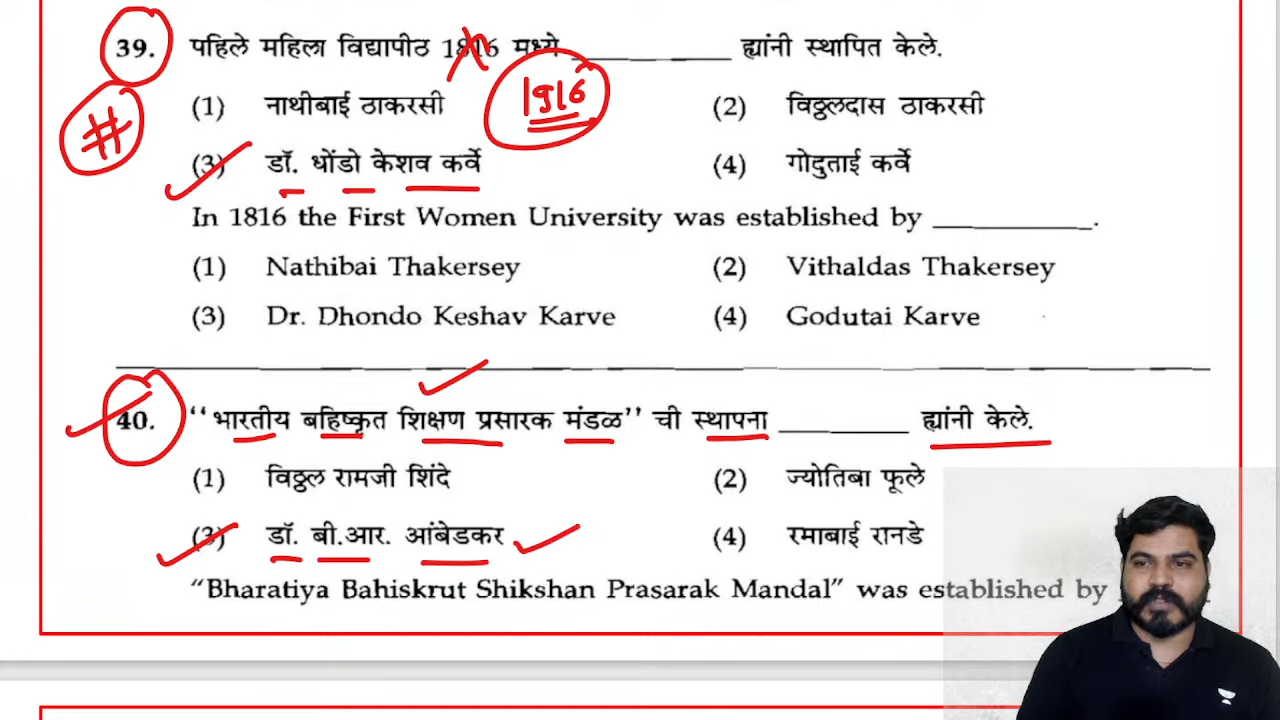 39. पहिले महिला विद्यापीठ 1816 मध्ये __________ ह्यांनी स्थापित केले.
1916
(1) नाथीबाई ठाकरसी (2) विठ्ठलदास ठाकरसी
#
(3) डॉ. धोंडो केशव कर्वे (4) गोदुताई कर्वे
In 1816 the First Women University was established by __________.
(1) Nathibai Thakersey (2) Vithaldas Thakersey
(3) Dr. Dhondo Keshav Karve (4) Godutai Karve
40. “भारतीय बहिष्कृत शिक्षण प्रसारक मंडळ” ची स्थापना __________ ह्यांनी केले.
(1) विठ्ठल रामजी शिंदे (2) ज्योतिबा फूले
(3) डॉ. बी.आर. आंबेडकर (4) रमाबाई रानडे
“Bharatiya Bahiskrut Shikshan Prasarak Mandal” was established by